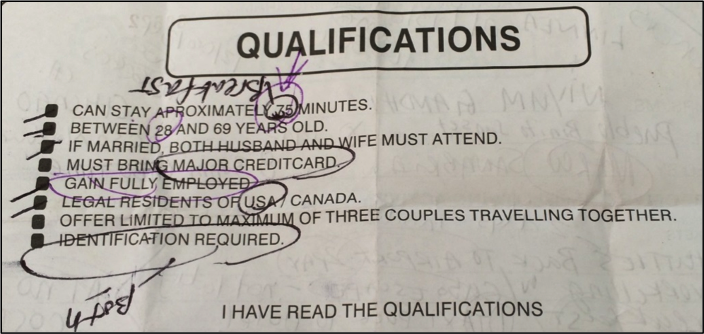 QUALIFICATIONS
Breakfast
CAN STAY APROXIMATELY 75 MINUTES.
BETWEEN 28 AND 69 YEARS OLD.
IF MARRIED, BOTH HUSBAND AND WIFE MUST ATTEND.
MUST BRING MAJOR CREDITCARD.
GAIN FULLY EMPLOYED
LEGAL RESIDENTS OF USA / CANADA.
OFFER LIMITED TO MAXIMUM OF THREE COUPLES TRAVELLING TOGETHER.
IDENTIFICATION REQUIRED.
Both
I HAVE READ THE QUALIFICATIONS